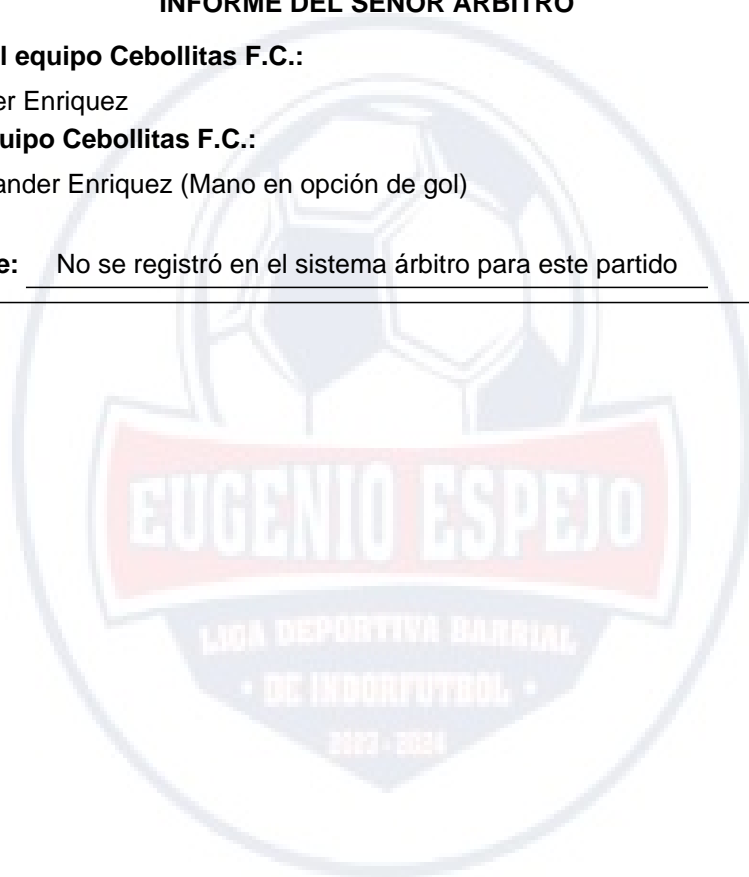 INFORME DEL SEÑOR ÁRBITRO
l equipo Cebollitas F.C.:
er Enriquez
uipo Cebollitas F.C.:
ander Enriquez (Mano en opción de gol)
e: No se registró en el sistema árbitro para este partido
EUGENIO ESPEJO
LIGA DEPORTIVA BARRIAL
• DE INDORFUTBOL •
2023 - 2024